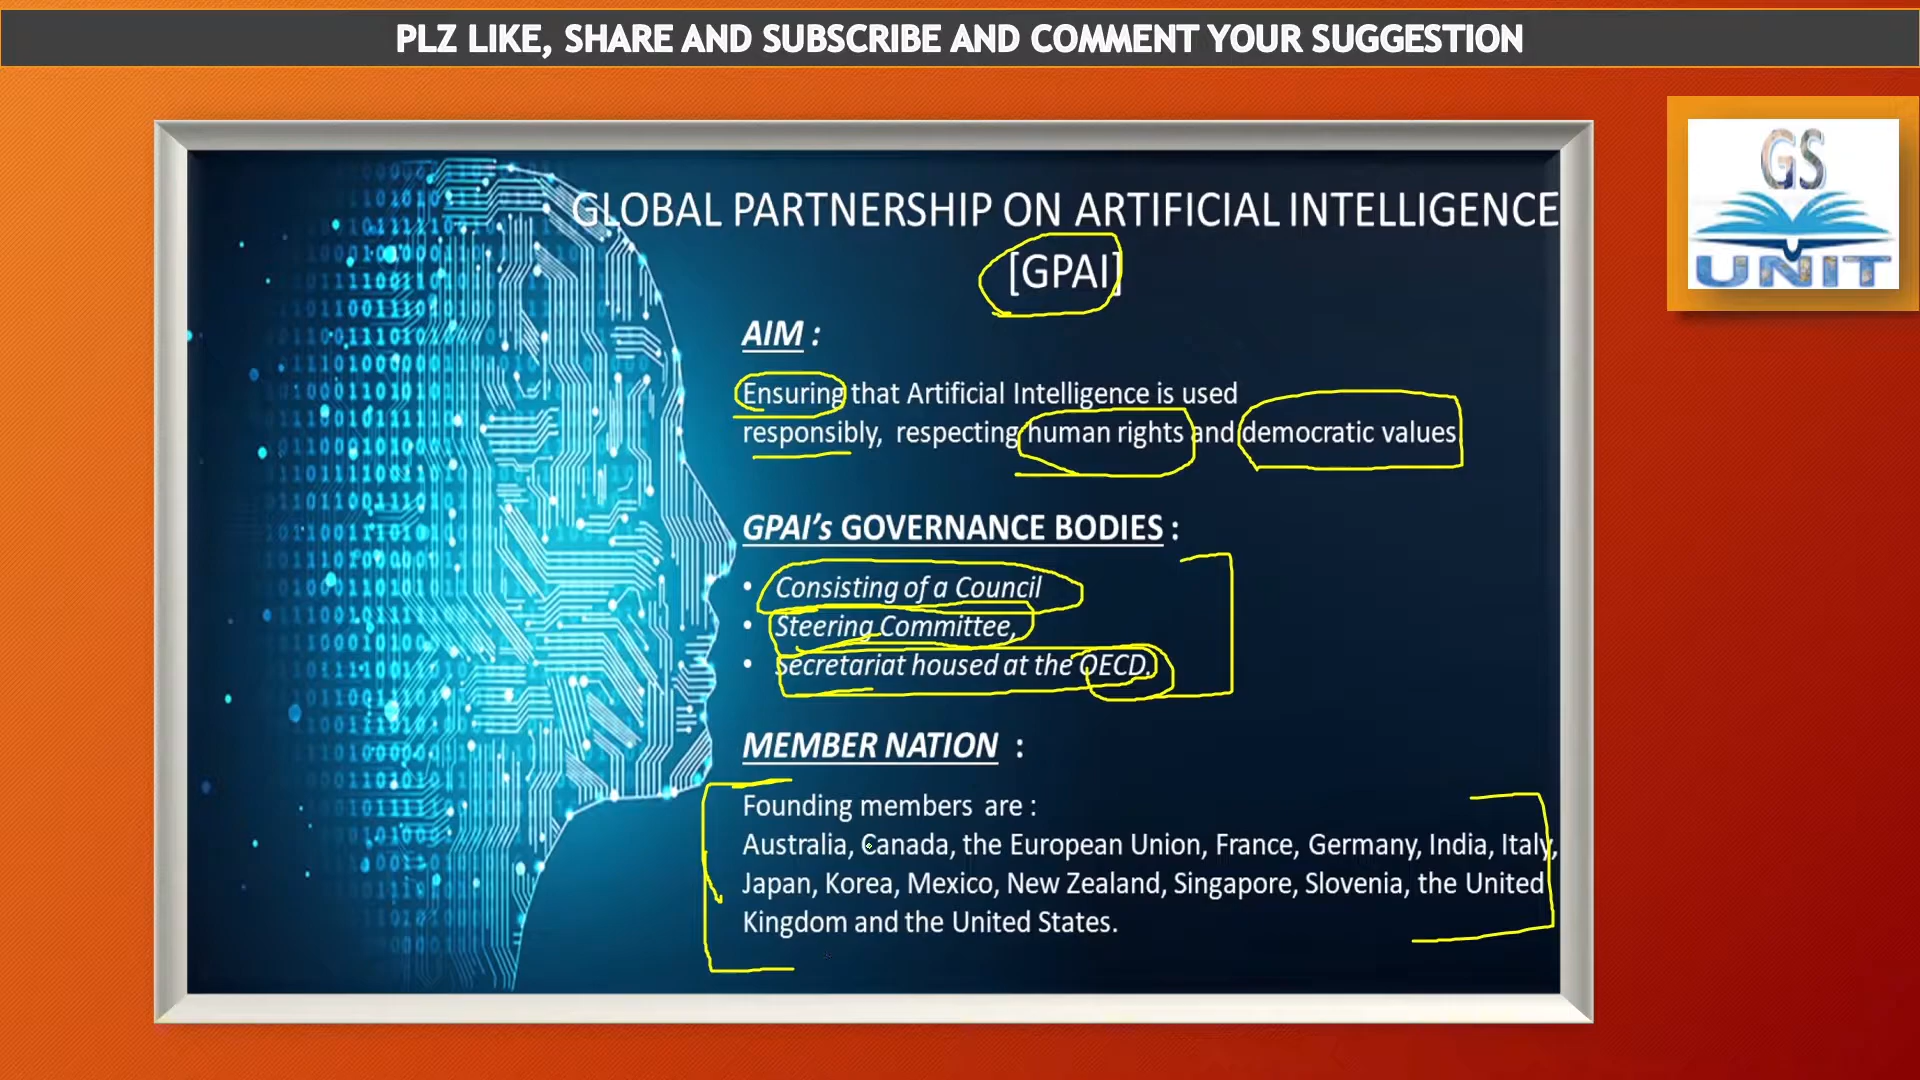 PLZ LIKE, SHARE AND SUBSCRIBE AND COMMENT YOUR SUGGESTION
GS
UNIT
GLOBAL PARTNERSHIP ON ARTIFICIAL INTELLIGENCE
[GPAI]
AIM :
Ensuring that Artificial Intelligence is used
responsibly, respecting human rights and democratic values
GPAI’s GOVERNANCE BODIES :
• Consisting of a Council
• Steering Committee,
• Secretariat housed at the OECD.
MEMBER NATION :
Founding members are :
Australia, Canada, the European Union, France, Germany, India, Italy,
Japan, Korea, Mexico, New Zealand, Singapore, Slovenia, the United
Kingdom and the United States.